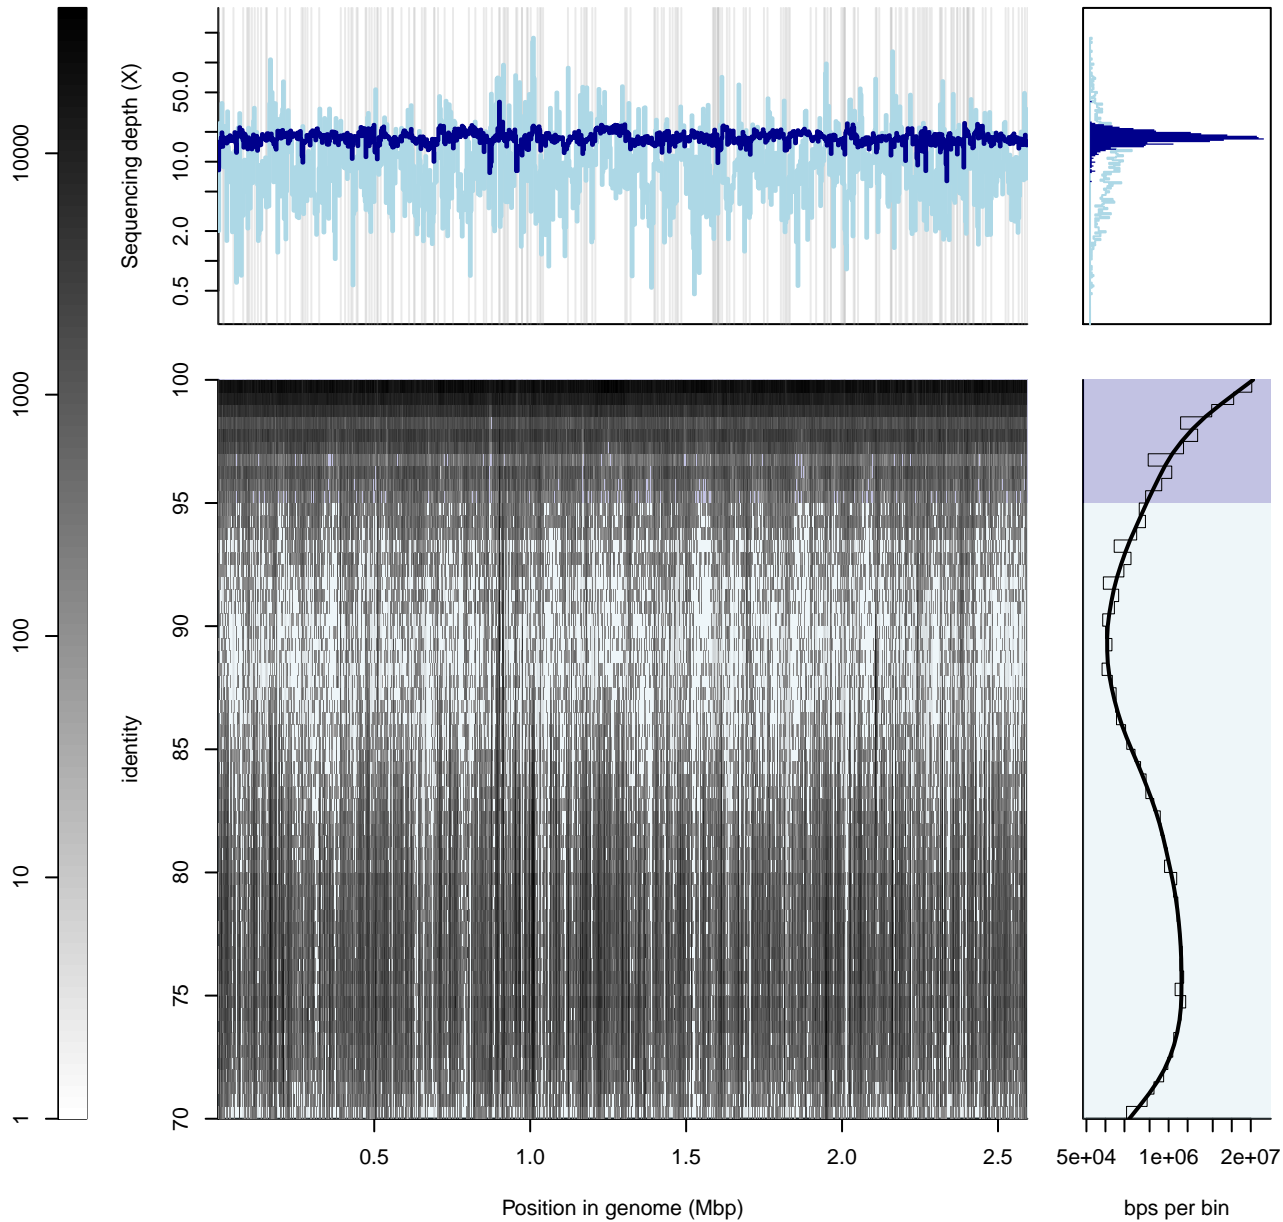 10000
1000
100
10
1
Sequencing depth (X)
50.0
10.0
2.0
0.5
identity
100
95
90
85
80
75
70
0.5 1.0 1.5 2.0 2.5
Position in genome (Mbp)
5e+04 1e+06 2e+07
bps per bin